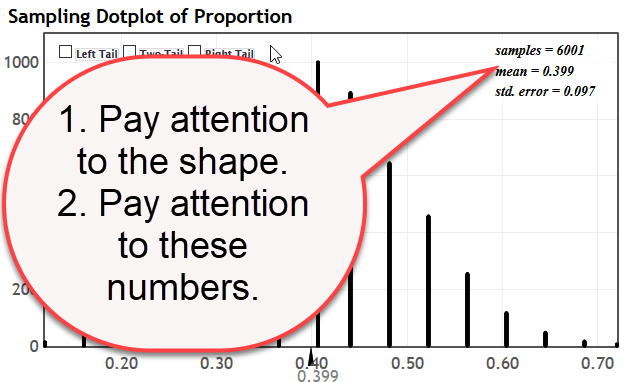 Sampling Dotplot of Proportion
Left Tail Two-Tail Right Tail
samples = 6001
mean = 0.399
std. error = 0.097
1000
1. Pay attention
to the shape.
2. Pay attention
to these
numbers.
0
0.20 0.30 0.40 0.50 0.60 0.70
0.399